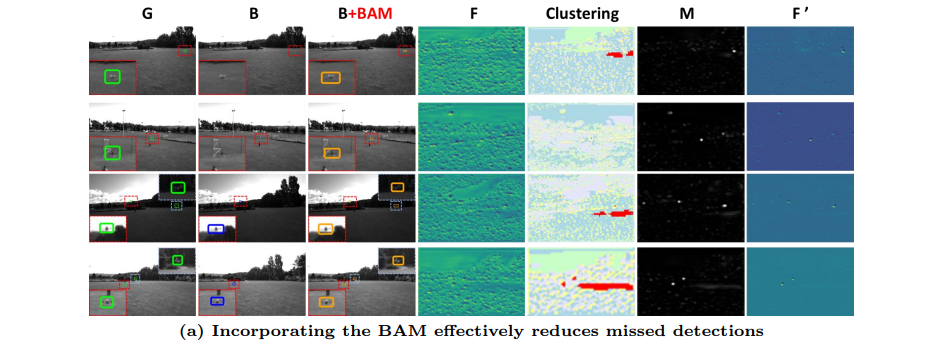 G B B+BAM F Clustering M F'
(a) Incorporating the BAM effectively reduces missed detections